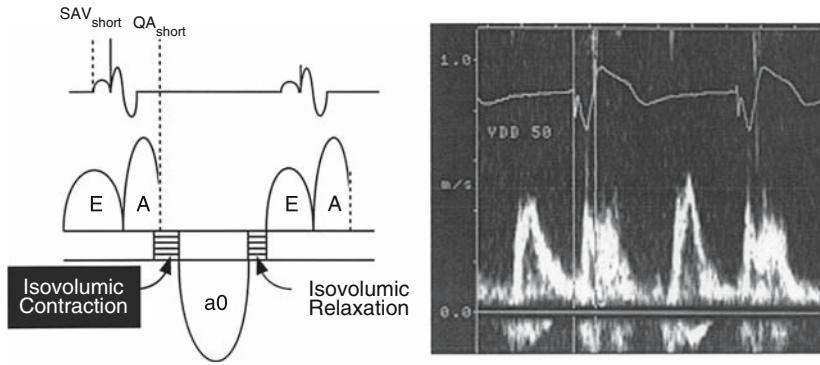 SAVshort
QAshort
E
A
E
A
Isovolumic
Contraction
a0
Isovolumic
Relaxation
1.0
VDD 50
m/s
0.0